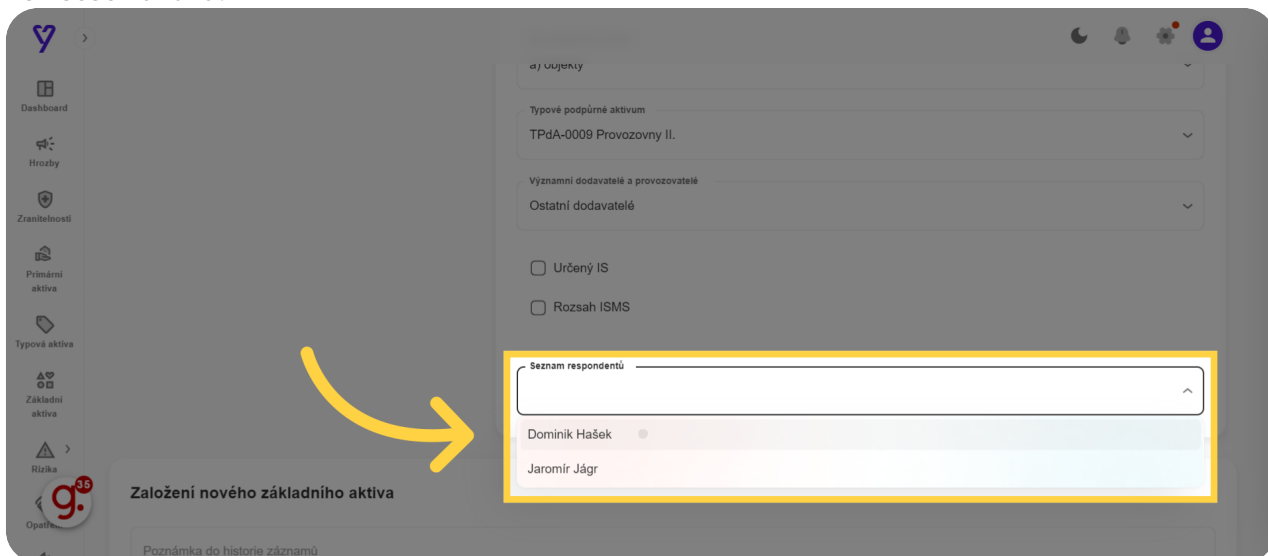 Dashboard
Hrozby
Zranitelnosti
Primární
aktiva
Typová aktiva
Základní
aktiva
Rizika
g.
35
a) objekty
Typové podpůrné aktivum
TPdA-0009 Provozovny II.
Významní dodavatelé a provozovatelé
Ostatní dodavatelé
Určený IS
Rozsah ISMS
Seznam respondentů
Dominik Hašek
Jaromír Jágr
Založení nového základního aktiva
Poznámka do historie záznamů